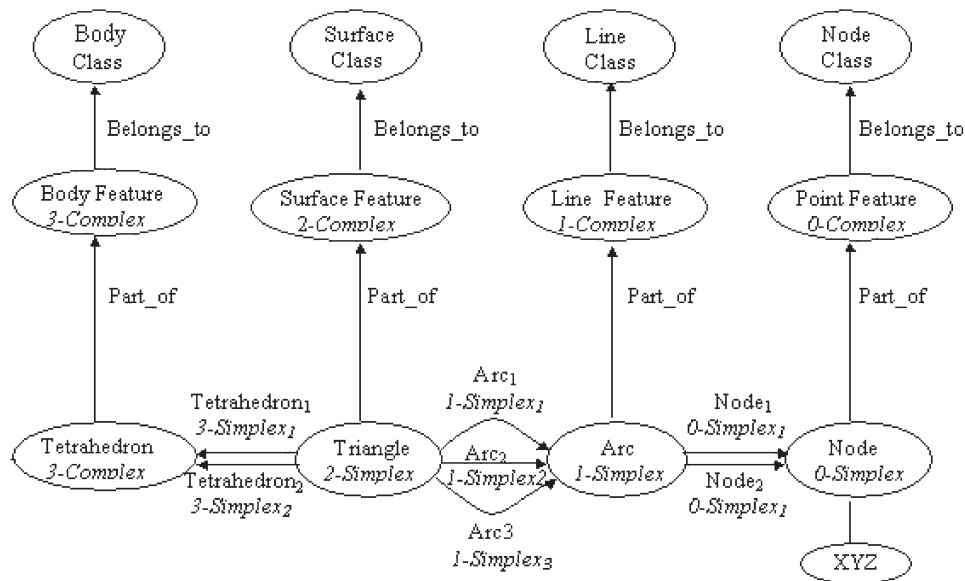 Body
Class
Surface
Class
Line
Class
Node
Class
Belongs_to
Belongs_to
Belongs_to
Belongs_to
Body Feature
3-Complex
Surface Feature
2-Complex
Line Feature
1-Complex
Point Feature
0-Complex
Part_of
Part_of
Part_of
Part_of
Tetrahedron
3-Complex
Tetrahedron₁
3-Simplex₁
Tetrahedron₂
3-Simplex₂
Triangle
2-Simplex
Arc₁
1-Simplex₁
Arc₂
1-Simplex2
Arc3
1-Simplex₃
Arc
1-Simplex
Node₁
0-Simplex₁
Node₂
0-Simplex₁
Node
0-Simplex
XYZ